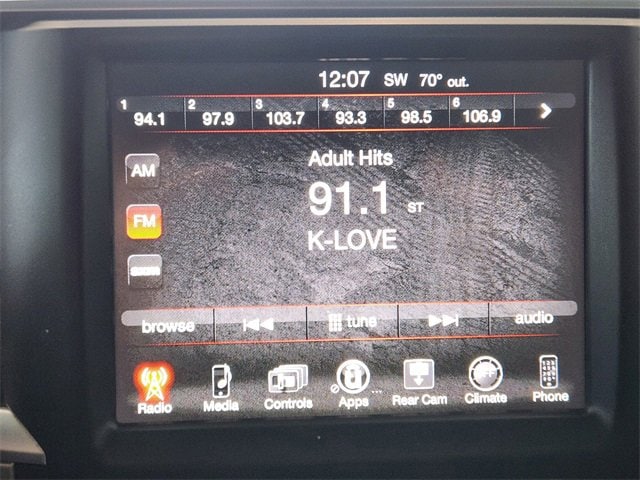 12:07 SW 70° out.
1 2 3 4 5 6
94.1 97.9 103.7 93.3 98.5 106.9
AM
Adult Hits
91.1 ST
FM
K-LOVE
browse tune audio
OFF
Radio Media Controls Apps ... Rear Cam Climate Phone